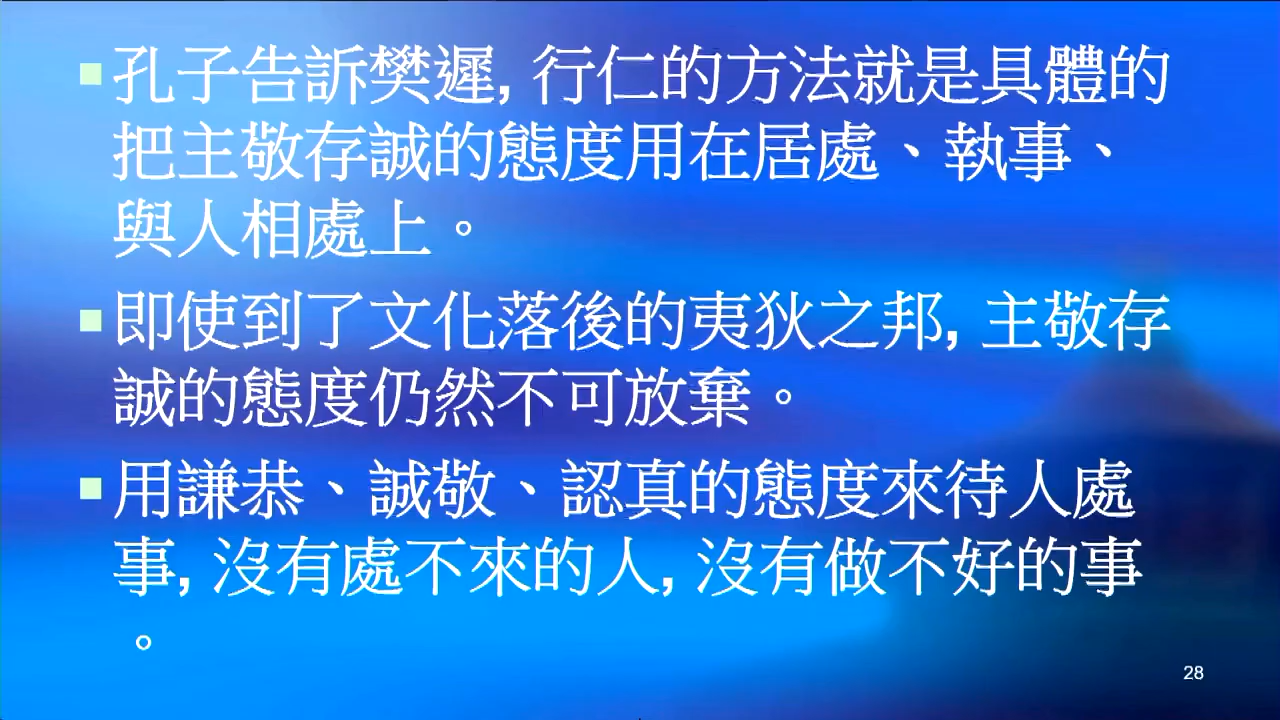 孔子告訴樊遲, 行仁的方法就是具體的
把主敬存誠的態度用在居處、執事、
與人相處上。
即使到了文化落後的夷狄之邦, 主敬存
誠的態度仍然不可放棄。
用謙恭、誠敬、認真的態度來待人處
事, 沒有處不來的人, 沒有做不好的事
。
28